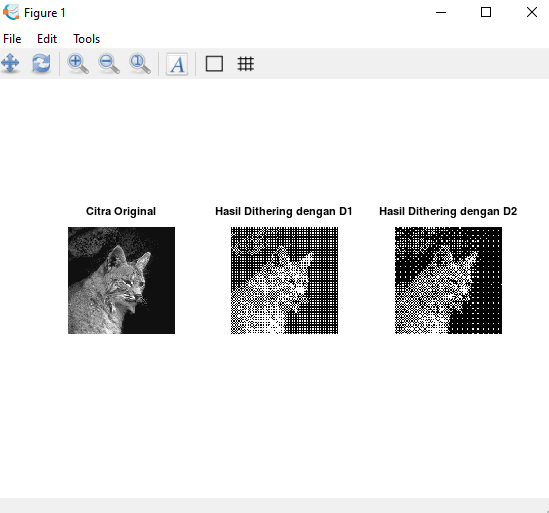 Figure 1
File Edit Tools
A
Citra Original Hasil Dithering dengan D1 Hasil Dithering dengan D2